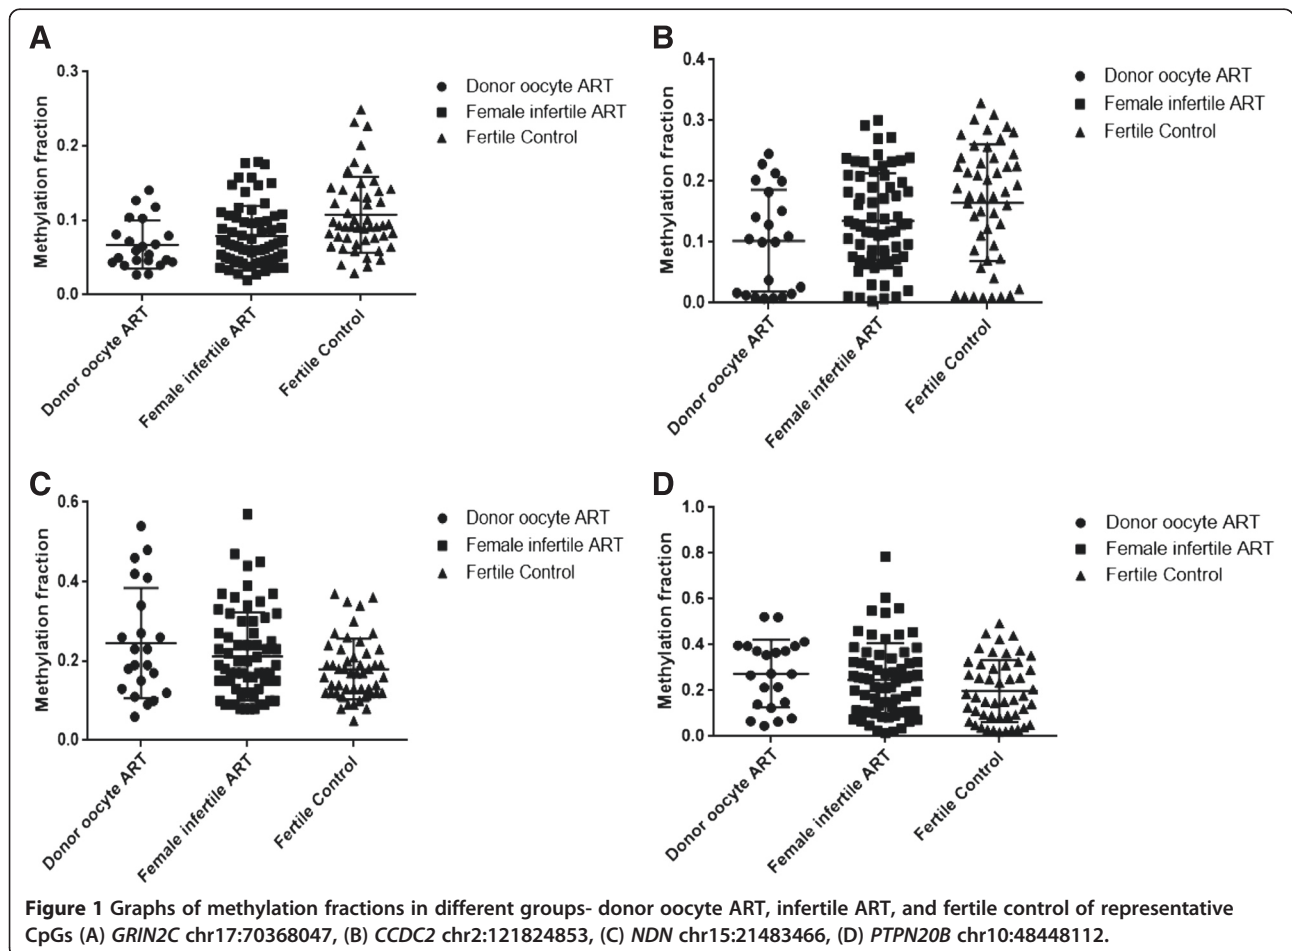 A
Methylation fraction
0.3
0.2
0.1
0.0
Donor oocyte ART
Female infertile ART
Fertile Control
Donor oocyte ART
Female infertile ART
Fertile Control
B
Methylation fraction
0.4
0.3
0.2
0.1
0.0
Donor oocyte ART
Female infertile ART
Fertile Control
Donor oocyte ART
Female infertile ART
Fertile Control
C
Methylation fraction
0.6
0.4
0.2
0.0
Donor oocyte ART
Female infertile ART
Fertile Control
Donor oocyte ART
Female infertile ART
Fertile Control
D
Methylation fraction
1.0
0.8
0.6
0.4
0.2
0.0
Donor oocyte ART
Female infertile ART
Fertile Control
Donor oocyte ART
Female infertile ART
Fertile Control
Figure 1 Graphs of methylation fractions in different groups- donor oocyte ART, infertile ART, and fertile control of representative
CpGs (A) GRIN2C chr17:70368047, (B) CCDC2 chr2:121824853, (C) NDN chr15:21483466, (D) PTPN20B chr10:48448112.